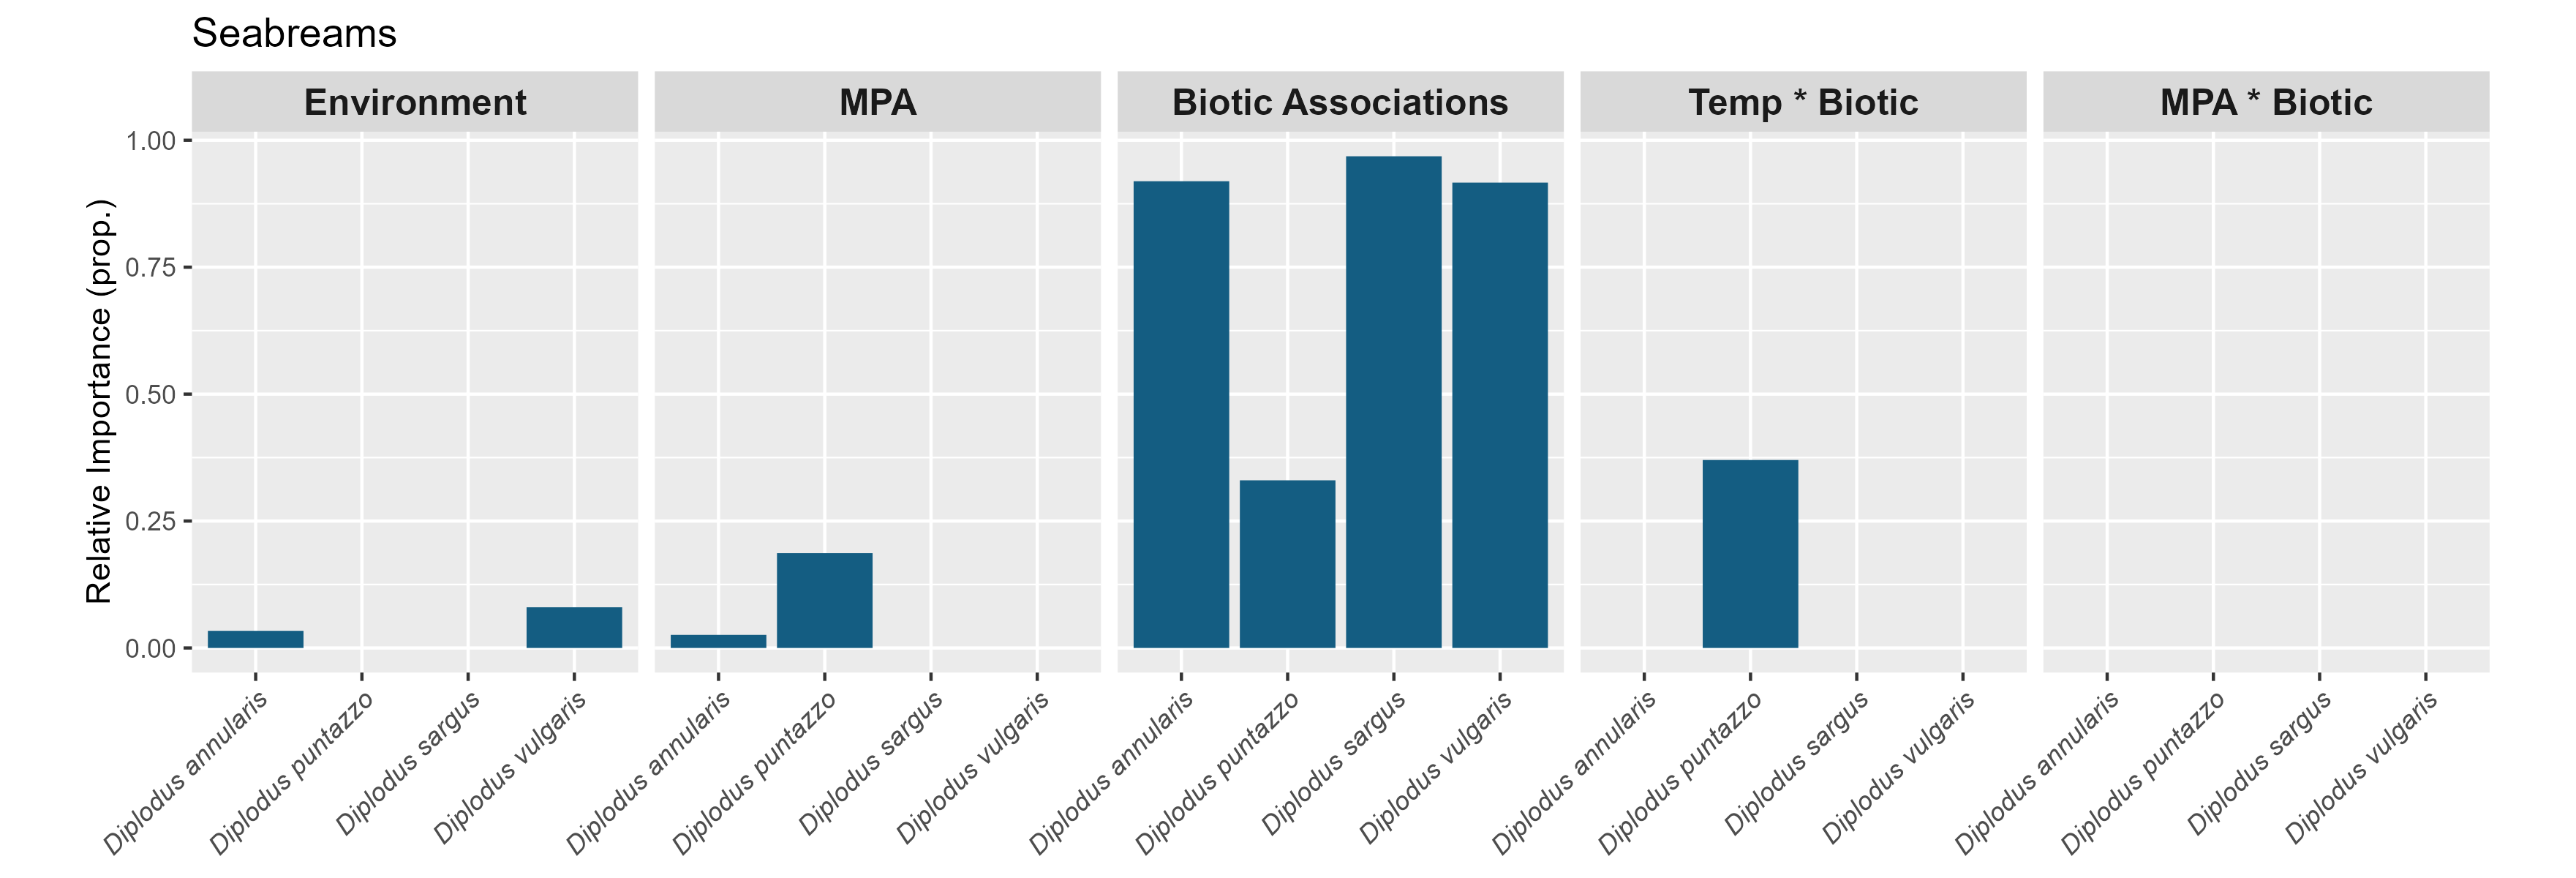 Seabreams
Environment MPA Biotic Associations Temp * Biotic MPA * Biotic
Relative Importance (prop.)
1.00
0.75
0.50
0.25
0.00
Diplodus annularis Diplodus puntazzo Diplodus sargus Diplodus vulgaris Diplodus annularis Diplodus puntazzo Diplodus sargus Diplodus vulgaris Diplodus annularis Diplodus puntazzo Diplodus sargus Diplodus vulgaris Diplodus annularis Diplodus puntazzo Diplodus sargus Diplodus vulgaris Diplodus annularis Diplodus puntazzo Diplodus sargus Diplodus vulgaris